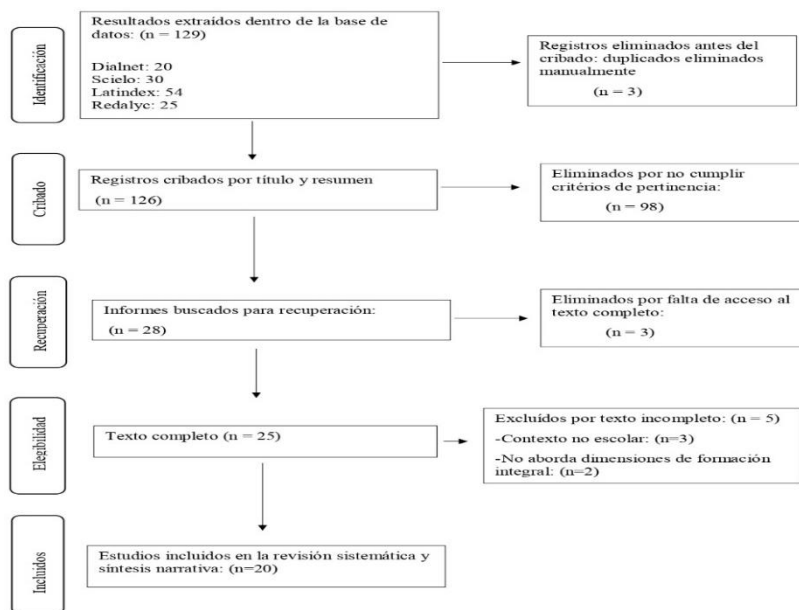 Identificación
Resultados extraídos dentro de la base de
datos: (n = 129)
Dialnet: 20
Scielo: 30
Latindex: 54
Redalyc: 25
Registros eliminados antes del
cribado: duplicados eliminados
manualmente
(n = 3)
Cribado
Registros cribados por título y resumen
(n = 126)
Eliminados por no cumplir
critérios de pertinencia:
(n = 98)
Recuperación
Informes buscados para recuperación:
(n = 28)
Eliminados por falta de acceso al
texto completo:
(n = 3)
Elegibilidad
Texto completo (n = 25)
Excluídos por texto incompleto: (n = 5)
-Contexto no escolar: (n=3)
-No aborda dimensiones de formación
integral: (n=2)
Incluidos
Estudios incluidos en la revisión sistemática y
síntesis narrativa: (n=20)